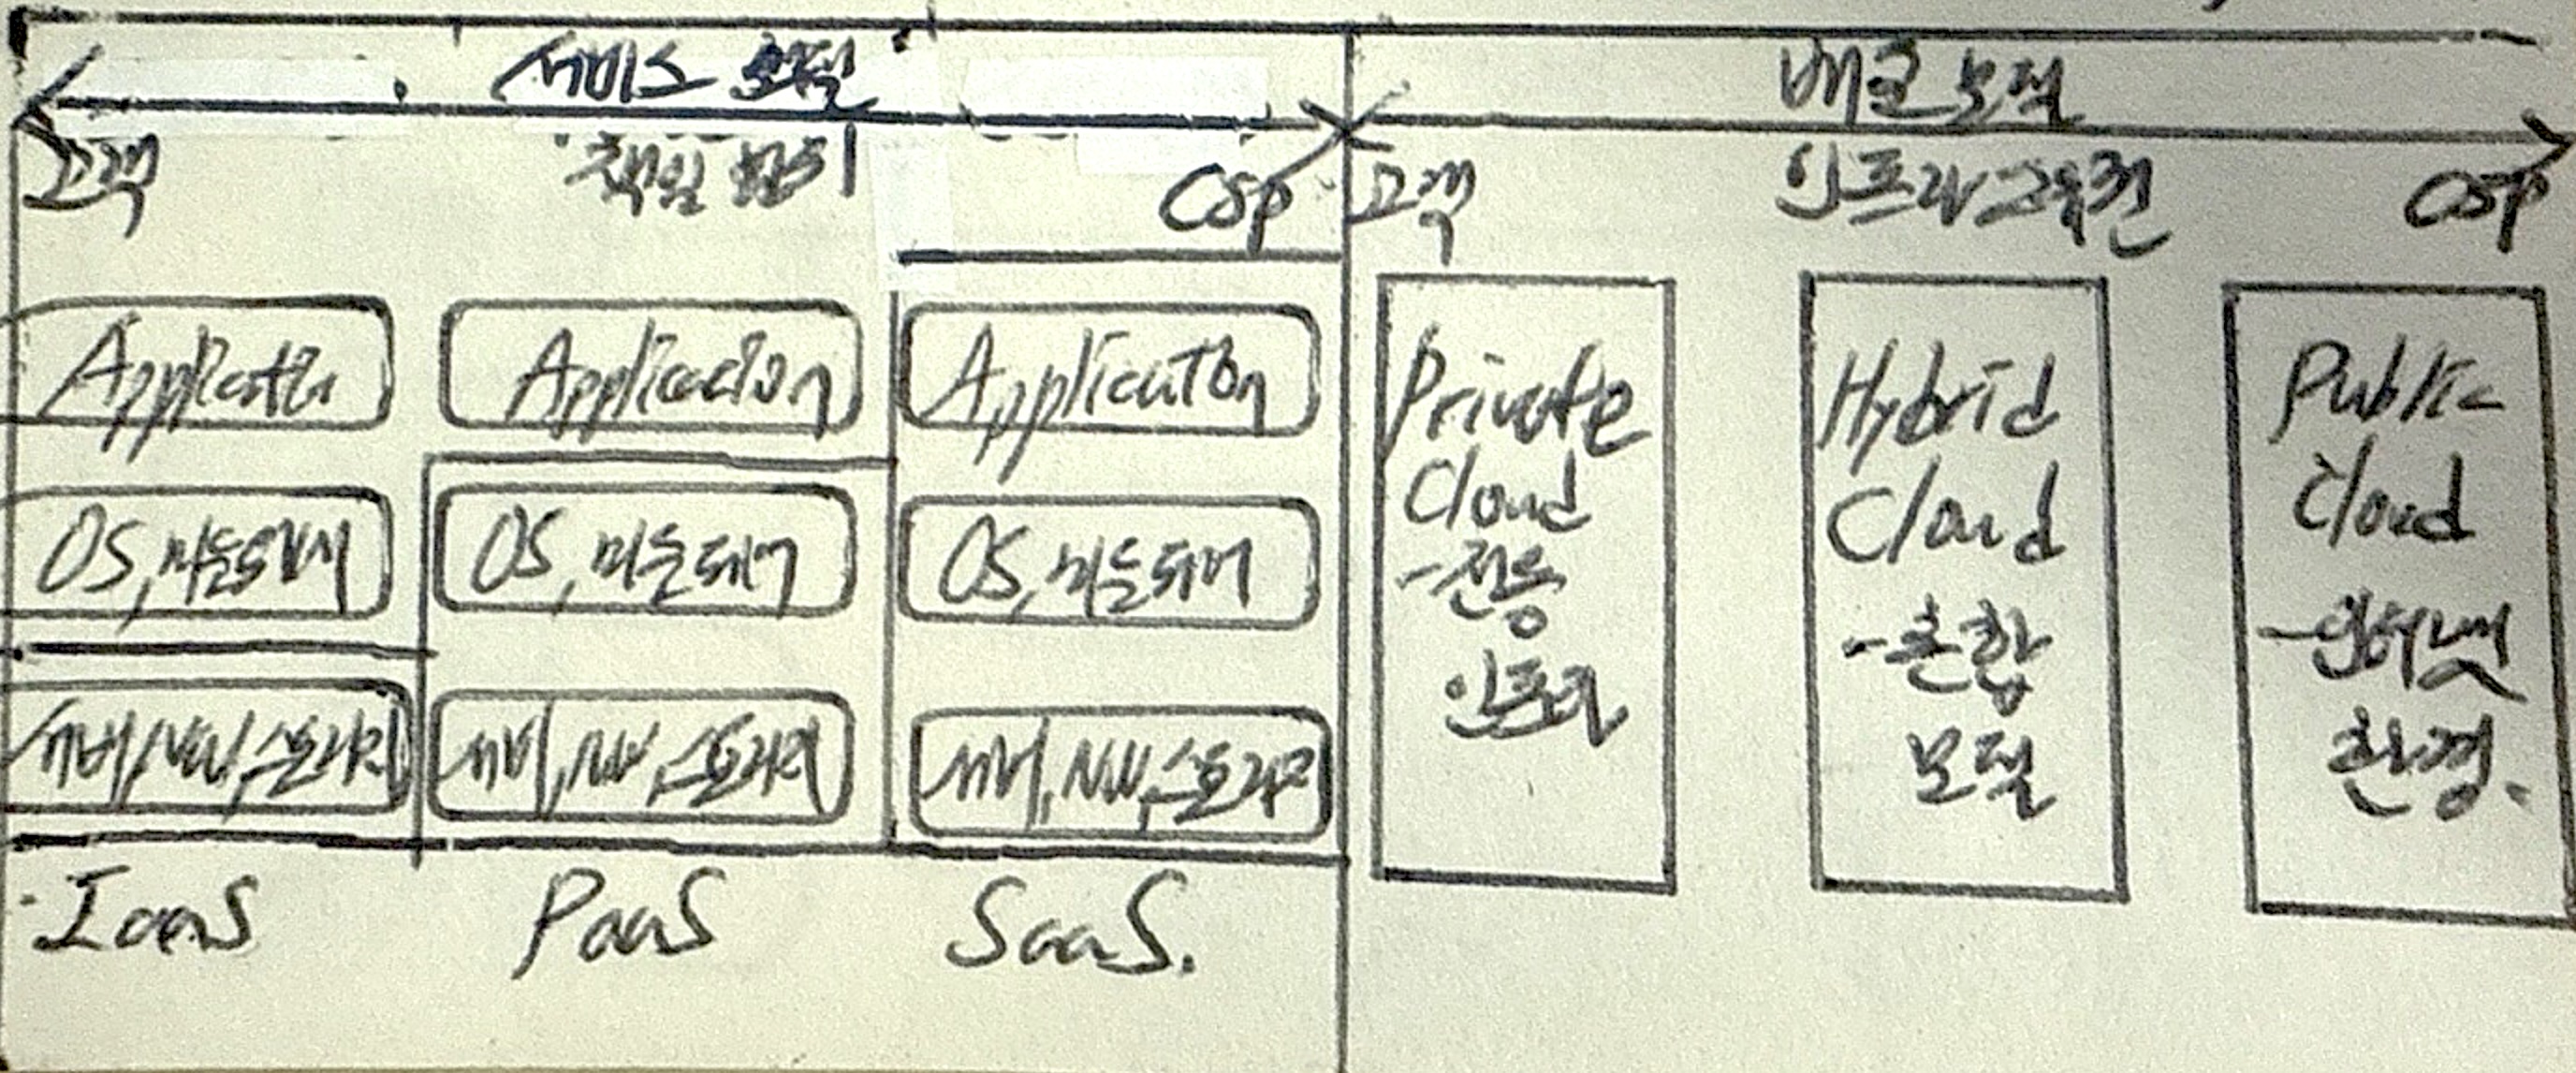 서비스 모델
배포 모델
고객 책임 범위 CSP
고객 인프라 소유권 CSP
Application
Application
Application
OS, 미들웨어
OS, 미들웨어
OS, 미들웨어
서버, NW, 스토리지
서버, NW, 스토리지
서버, NW, 스토리지
IaaS
PaaS
SaaS.
Private
Cloud
-전용
인프라
Hybrid
Cloud
-혼합
모델
Public
Cloud
-인터넷
환경.